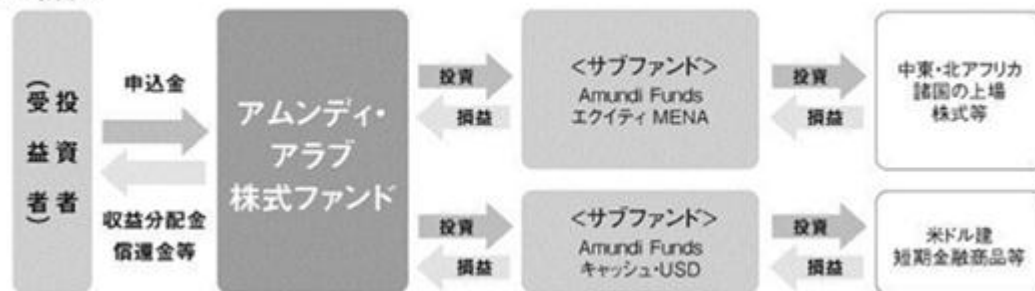 投資者
(受益者)
申込金
収益分配金
償還金等
アムンディ・
アラブ
株式ファンド
投資
損益
<サブファンド>
Amundi Funds
エクイティ MENA
投資
損益
中東・北アフリカ
諸国の上場
株式等
投資
損益
<サブファンド>
Amundi Funds
キャッシュ・USD
投資
損益
米ドル建
短期金融商品等